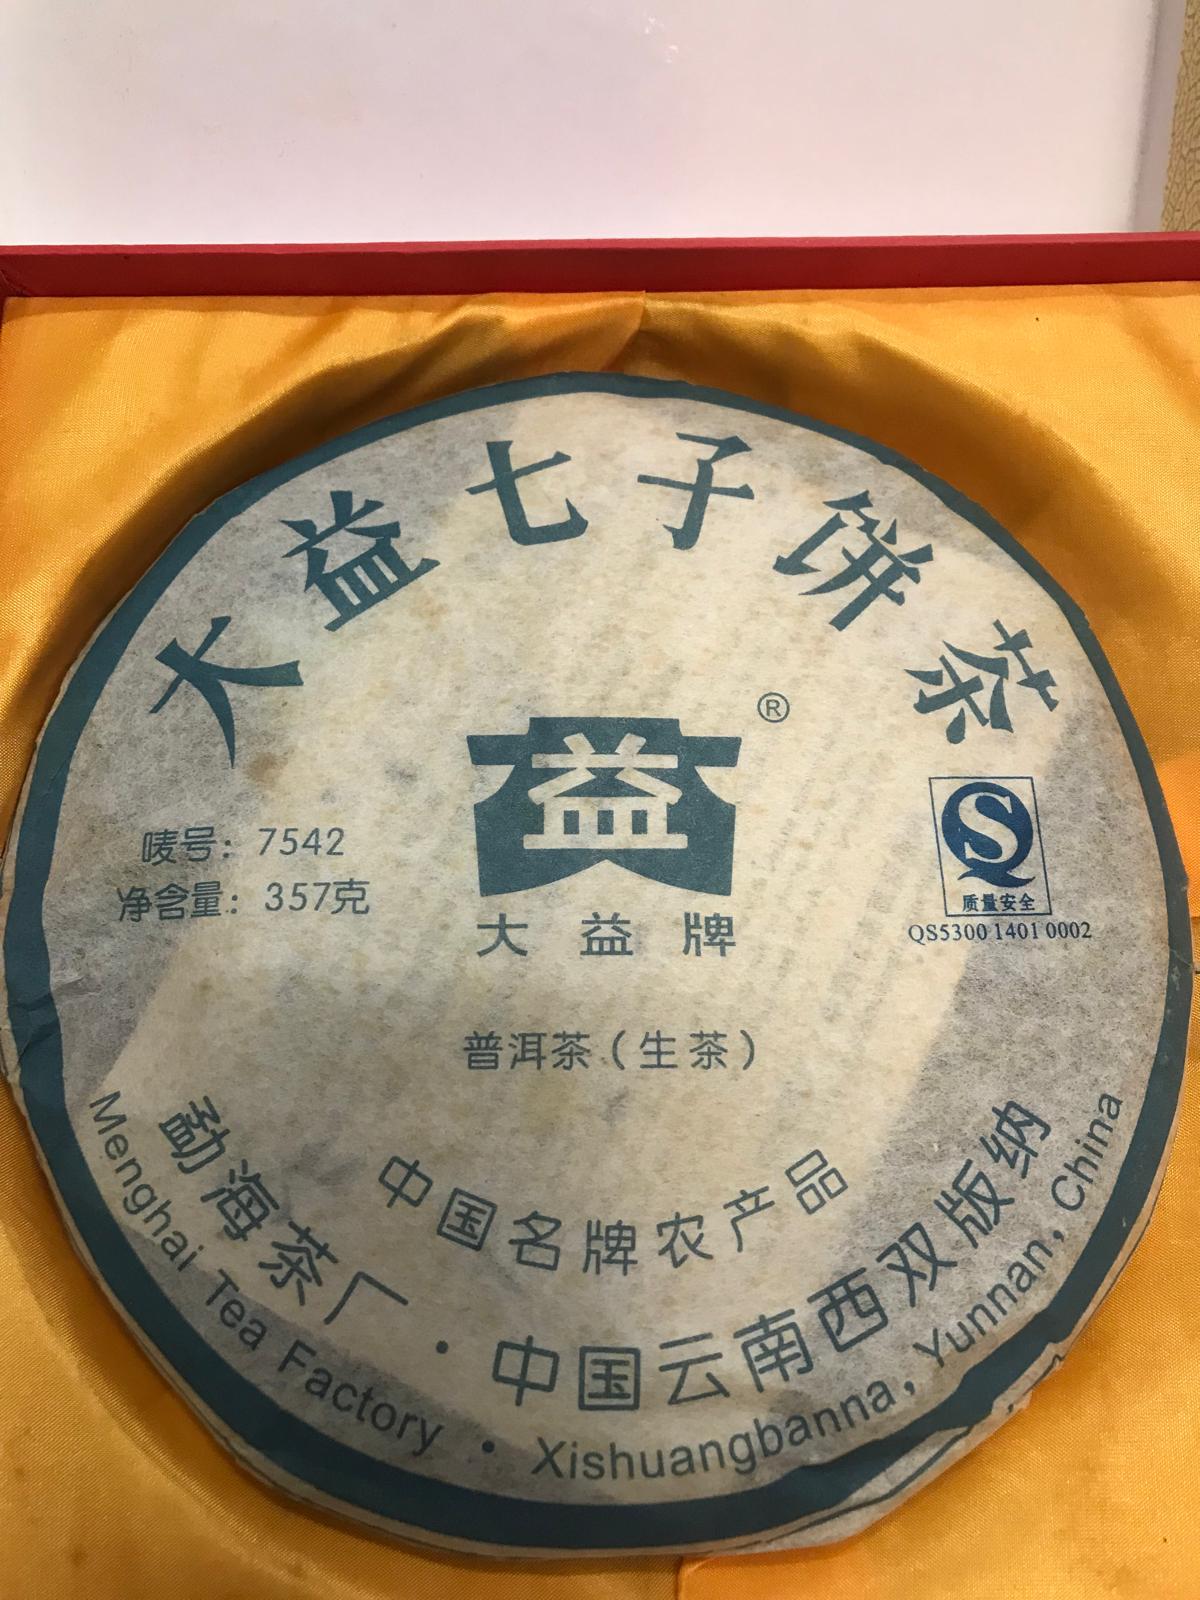 大益七子饼茶
®
益
大益牌
唛号：7542
净含量：357克
质量安全
QS5300 1401 0002
普洱茶（生茶）
中国名牌农产品
勐海茶厂・中国云南西双版纳
Menghai Tea Factory・Xishuangbanna, Yunnan, China